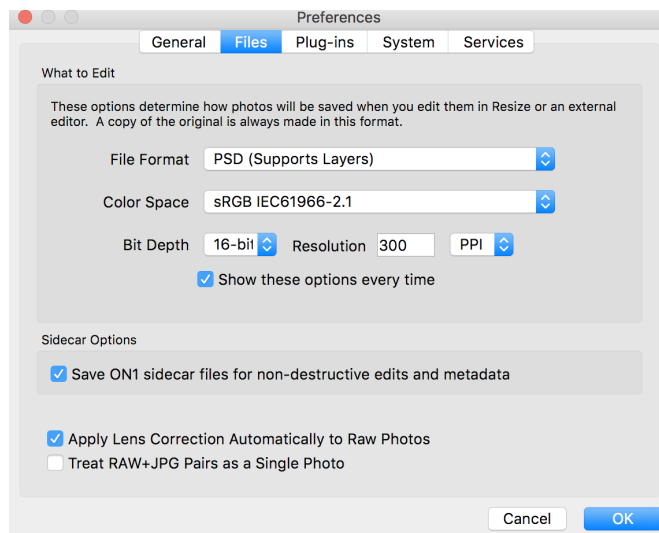 Preferences
General Files Plug-ins System Services
What to Edit
These options determine how photos will be saved when you edit them in Resize or an external
editor. A copy of the original is always made in this format.
File Format PSD (Supports Layers)
Color Space sRGB IEC61966-2.1
Bit Depth 16-bit Resolution 300 PPI
Show these options every time
Sidecar Options
Save ON1 sidecar files for non-destructive edits and metadata
Apply Lens Correction Automatically to Raw Photos
Treat RAW+JPG Pairs as a Single Photo
Cancel OK